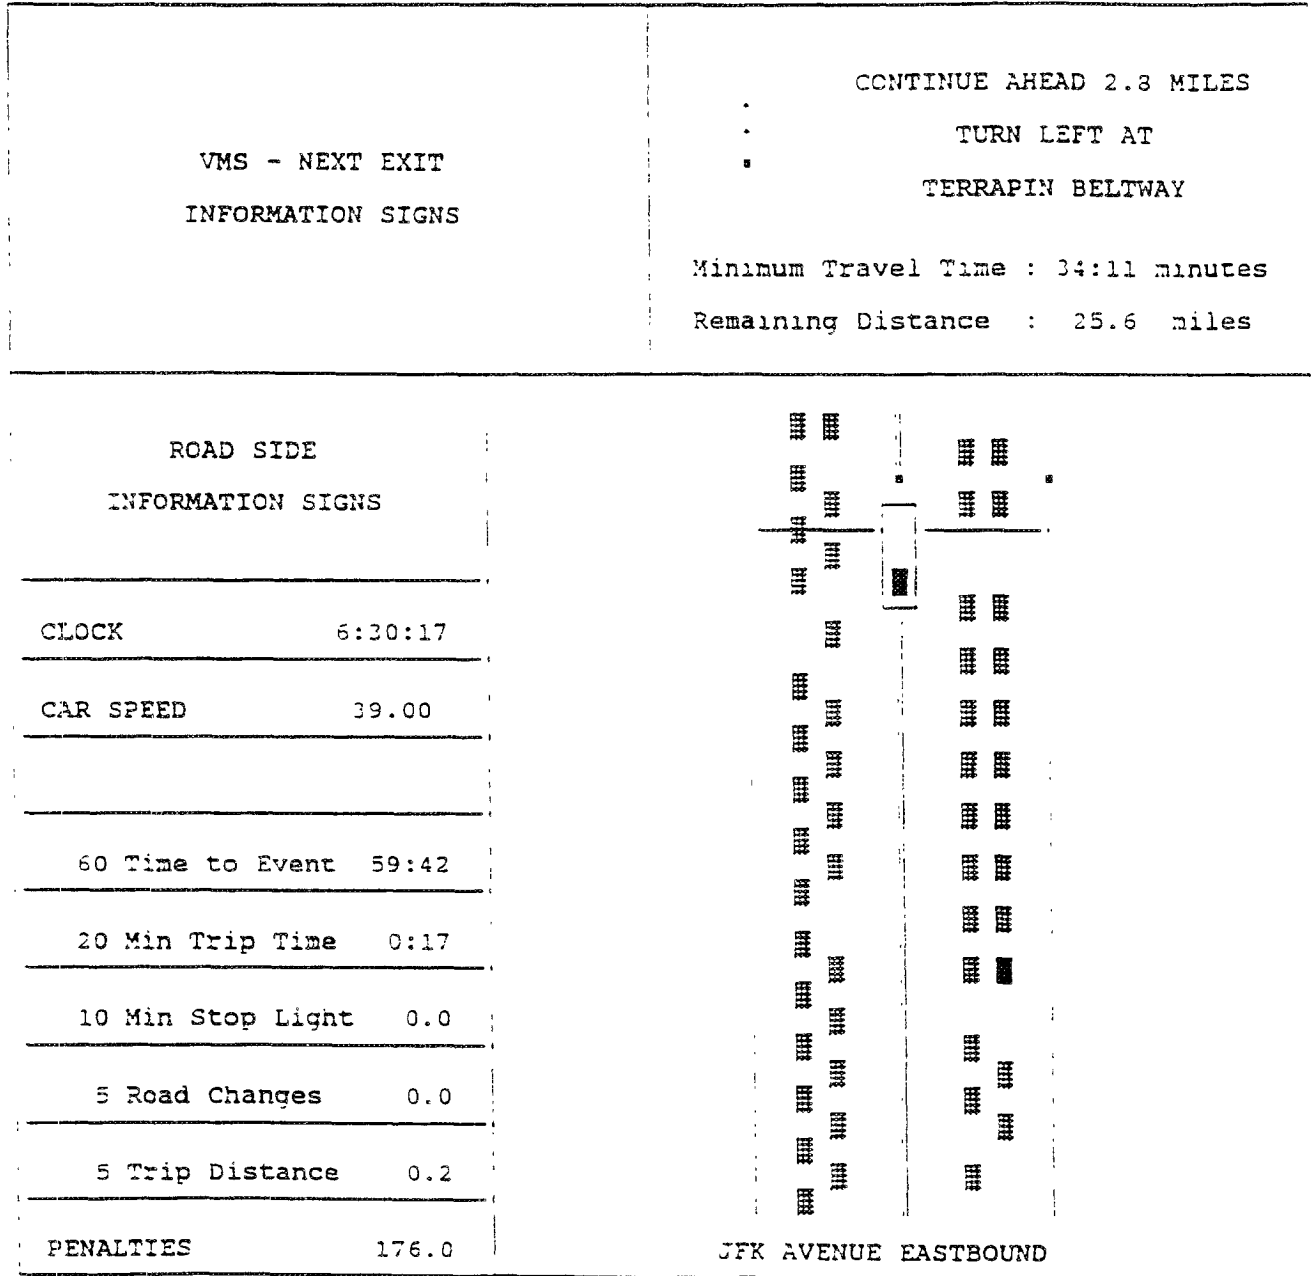 VMS - NEXT EXIT
INFORMATION SIGNS
CONTINUE AHEAD 2.8 MILES
TURN LEFT AT
TERRAPIN BELTWAY
Minimum Travel Time : 34:11 minutes
Remaining Distance : 25.6 miles
ROAD SIDE
INFORMATION SIGNS
CLOCK 6:30:17
CAR SPEED 39.00
60 Time to Event 59:42
20 Min Trip Time 0:17
10 Min Stop Light 0.0
5 Road Changes 0.0
5 Trip Distance 0.2
PENALTIES 176.0
JFK AVENUE EASTBOUND